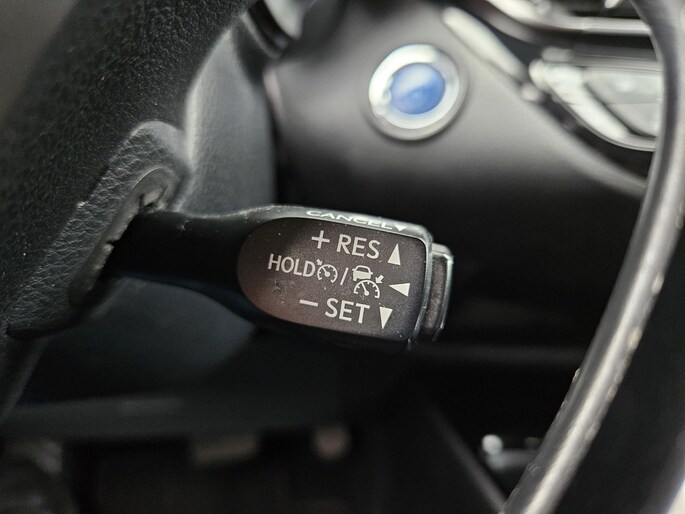 CANCEL
+ RES
HOLD /
− SET